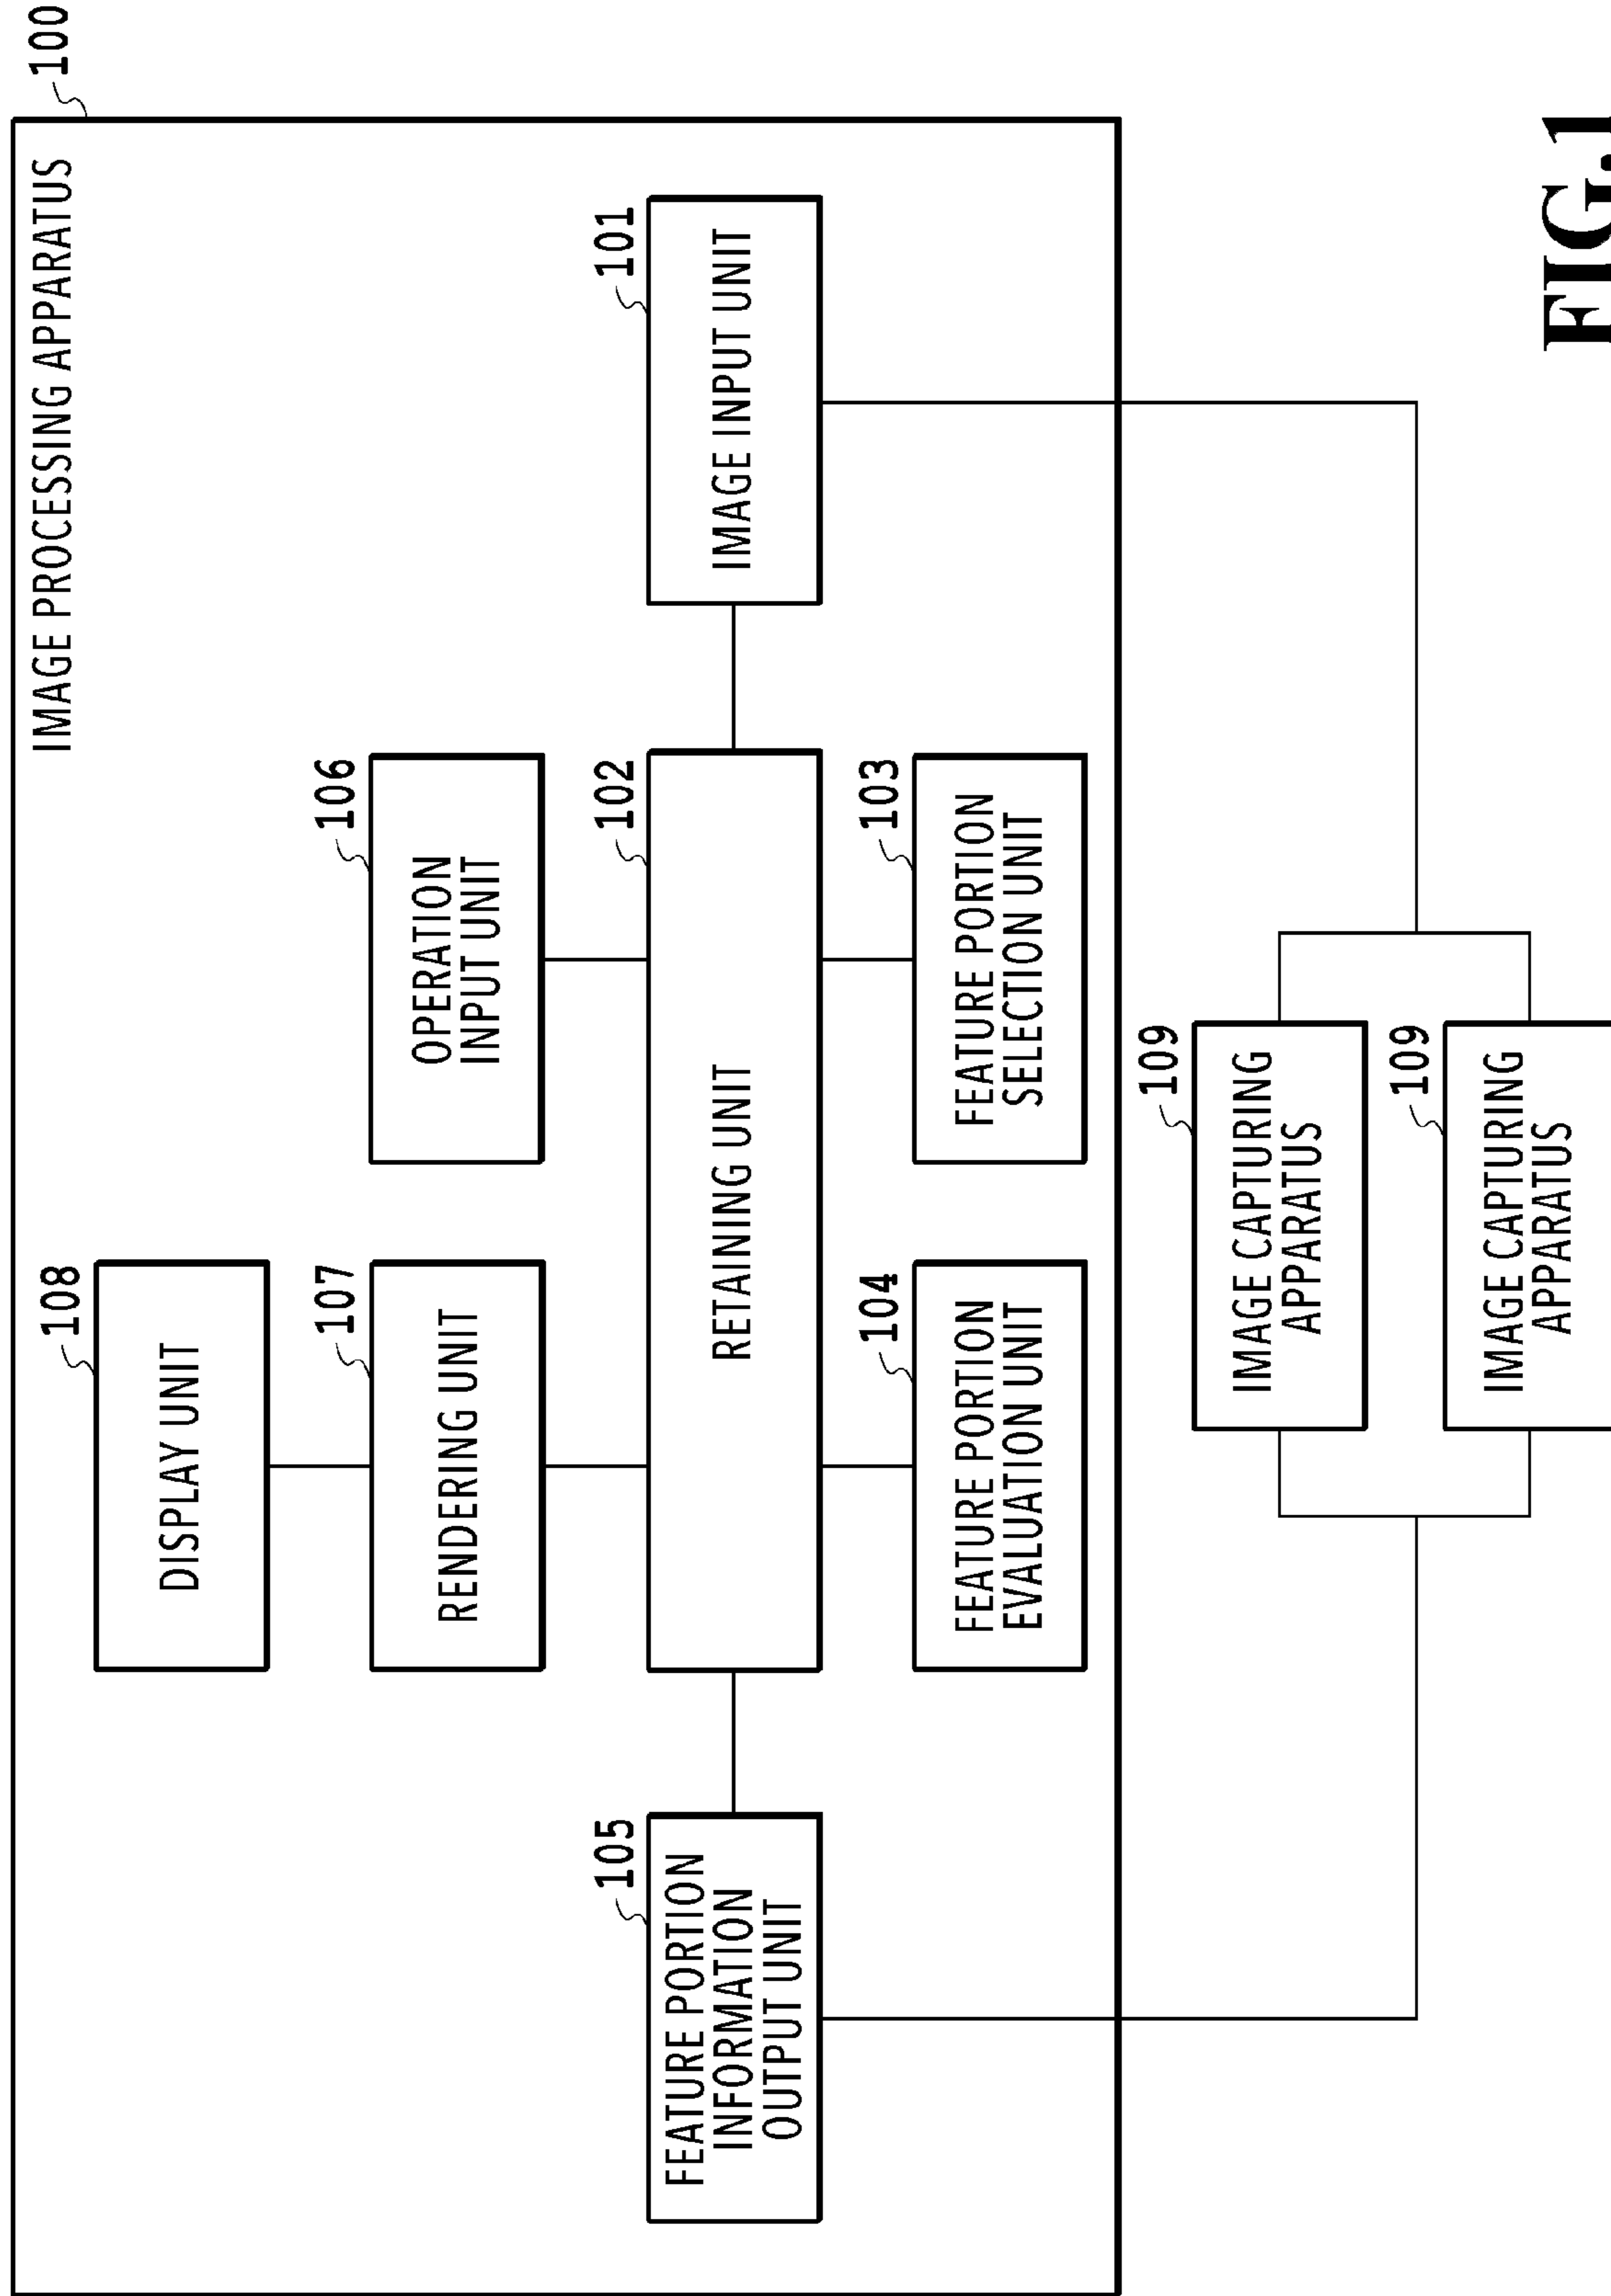 100
IMAGE PROCESSING APPARATUS
108
DISPLAY UNIT
107
RENDERING UNIT
106
OPERATION
INPUT UNIT
105
FEATURE PORTION
INFORMATION
OUTPUT UNIT
102
RETAINING UNIT
101
IMAGE INPUT UNIT
104
FEATURE PORTION
EVALUATION UNIT
103
FEATURE PORTION
SELECTION UNIT
109
IMAGE CAPTURING
APPARATUS
109
IMAGE CAPTURING
APPARATUS
FIG.1